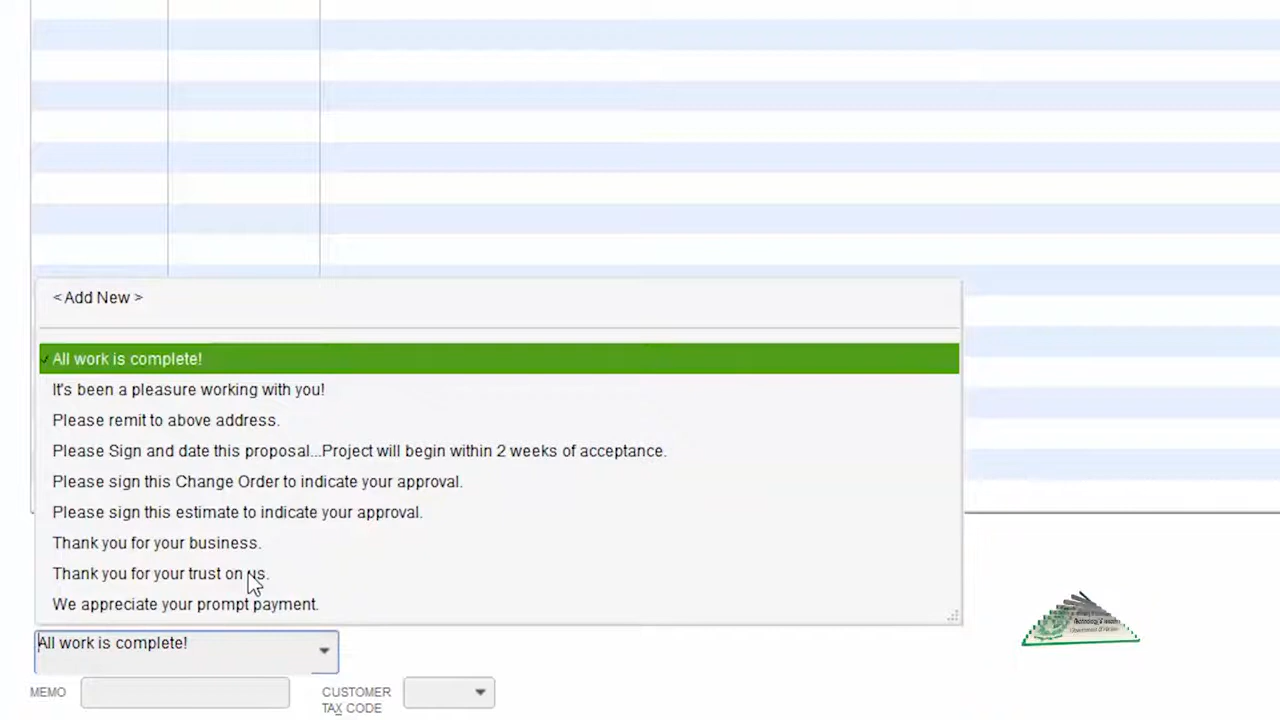 < Add New >
All work is complete!
It's been a pleasure working with you!
Please remit to above address.
Please Sign and date this proposal...Project will begin within 2 weeks of acceptance.
Please sign this Change Order to indicate your approval.
Please sign this estimate to indicate your approval.
Thank you for your business.
Thank you for your trust on us.
We appreciate your prompt payment.
All work is complete!
MEMO
CUSTOMER
TAX CODE